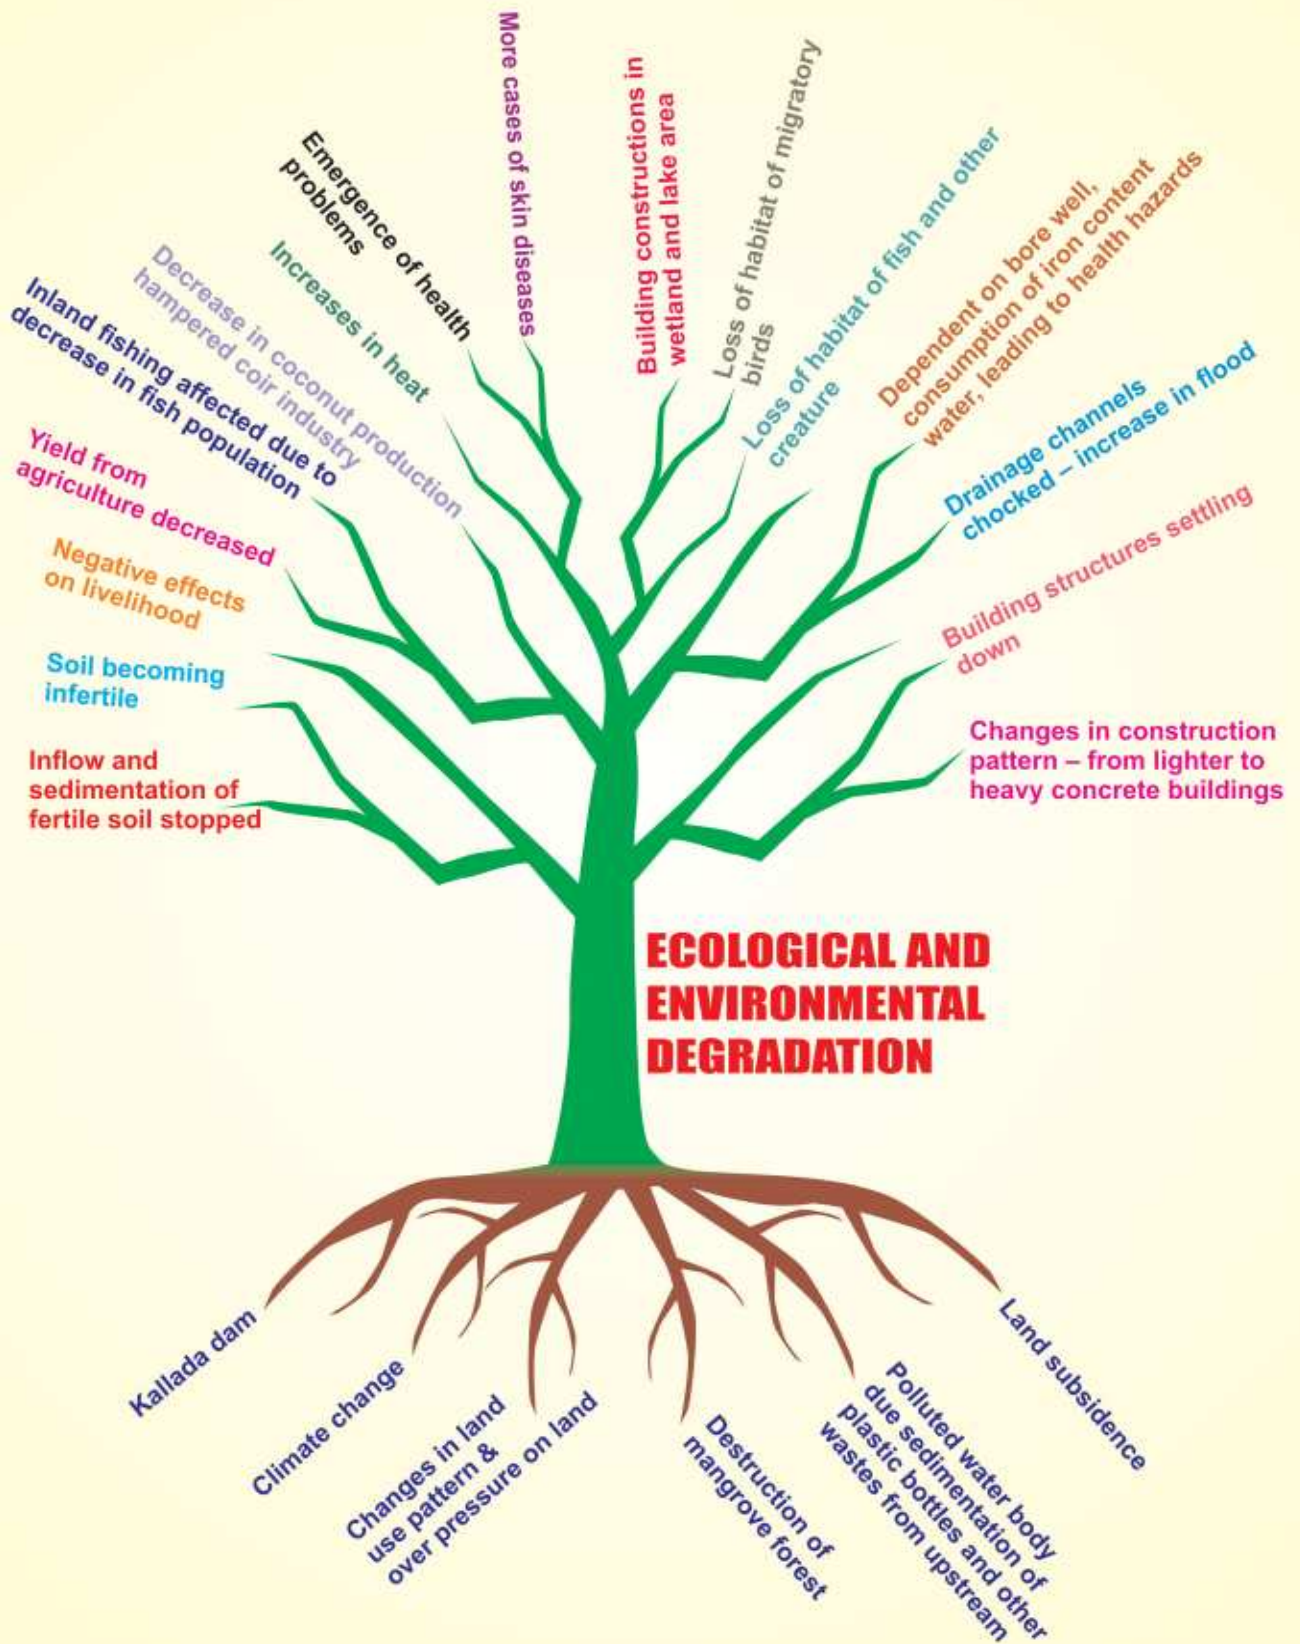 More cases of skin diseases
Building constructions in
wetland and lake area
Loss of habitat of migratory
birds
Loss of habitat of fish and other
creature
Dependent on bore well,
consumption of iron content
water, leading to health hazards
Drainage channels
chocked – increase in flood
Building structures settling
down
Changes in construction
pattern – from lighter to
heavy concrete buildings
Emergence of health
problems
Increases in heat
Decrease in coconut production
hampered coir industry
Inland fishing affected due to
decrease in fish population
Yield from
agriculture decreased
Negative effects
on livelihood
Soil becoming
infertile
Inflow and
sedimentation of
fertile soil stopped
ECOLOGICAL AND
ENVIRONMENTAL
DEGRADATION
Kallada dam
Climate change
Changes in land
use pattern &
over pressure on land
Destruction of
mangrove forest
Polluted water body
due sedimentation of
plastic bottles and other
wastes from upstream
Land subsidence